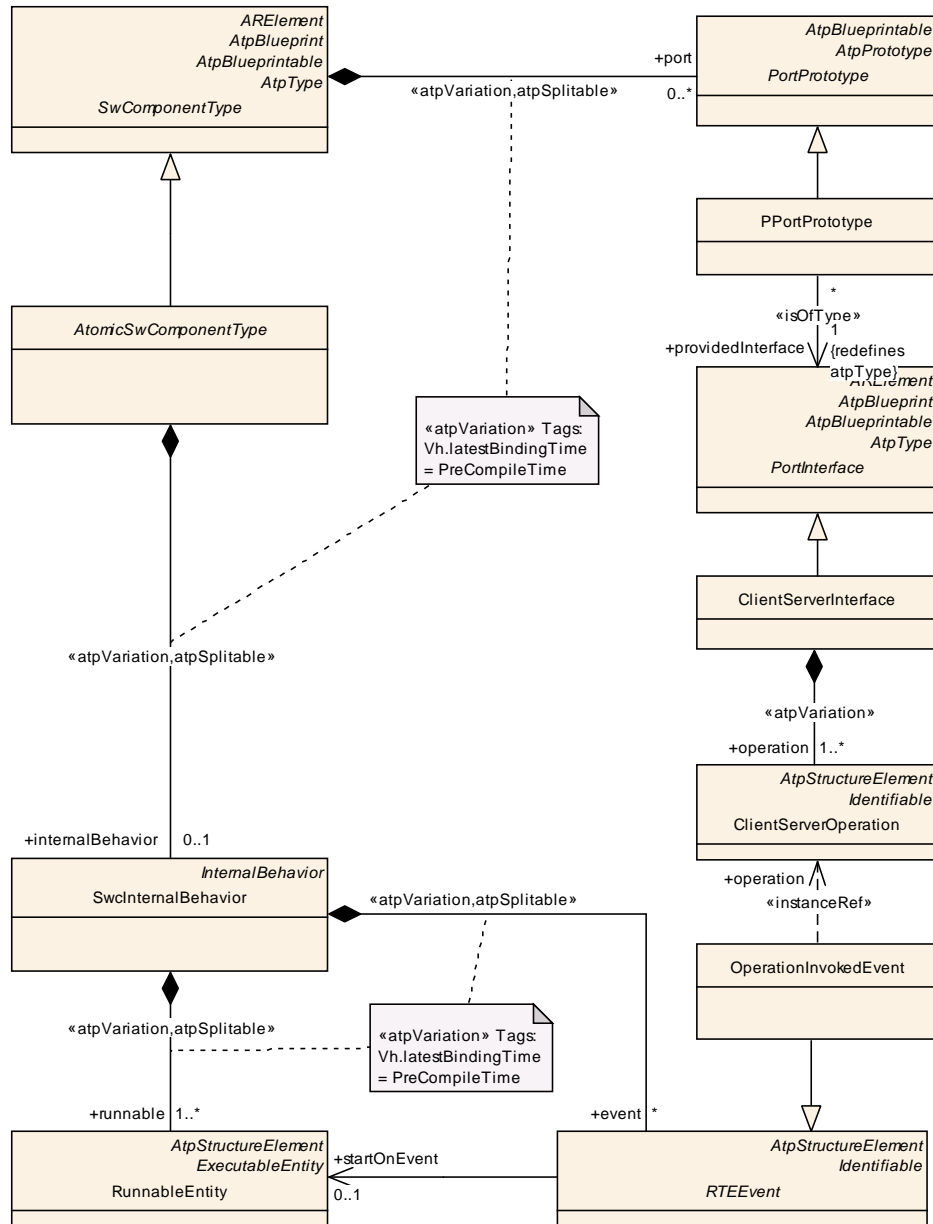 ARElement
AtpBlueprint
AtpBlueprintable
AtpType
SwComponentType
+port
«atpVariation,atpSplitable»
0..*
AtpBlueprintable
AtpPrototype
PortPrototype
PPortPrototype
*
«isOfType»
1
+providedInterface
{redefines
atpType}
AtomicSwComponentType
ARElement
AtpBlueprint
AtpBlueprintable
AtpType
PortInterface
«atpVariation» Tags:
Vh.latestBindingTime
= PreCompileTime
ClientServerInterface
«atpVariation,atpSplitable»
«atpVariation»
+operation
1..*
AtpStructureElement
Identifiable
ClientServerOperation
+internalBehavior
0..1
InternalBehavior
SwcInternalBehavior
«atpVariation,atpSplitable»
+operation
«instanceRef»
OperationInvokedEvent
«atpVariation,atpSplitable»
«atpVariation» Tags:
Vh.latestBindingTime
= PreCompileTime
+runnable
1..*
+event
*
AtpStructureElement
ExecutableEntity
RunnableEntity
+startOnEvent
0..1
AtpStructureElement
Identifiable
RTEEvent